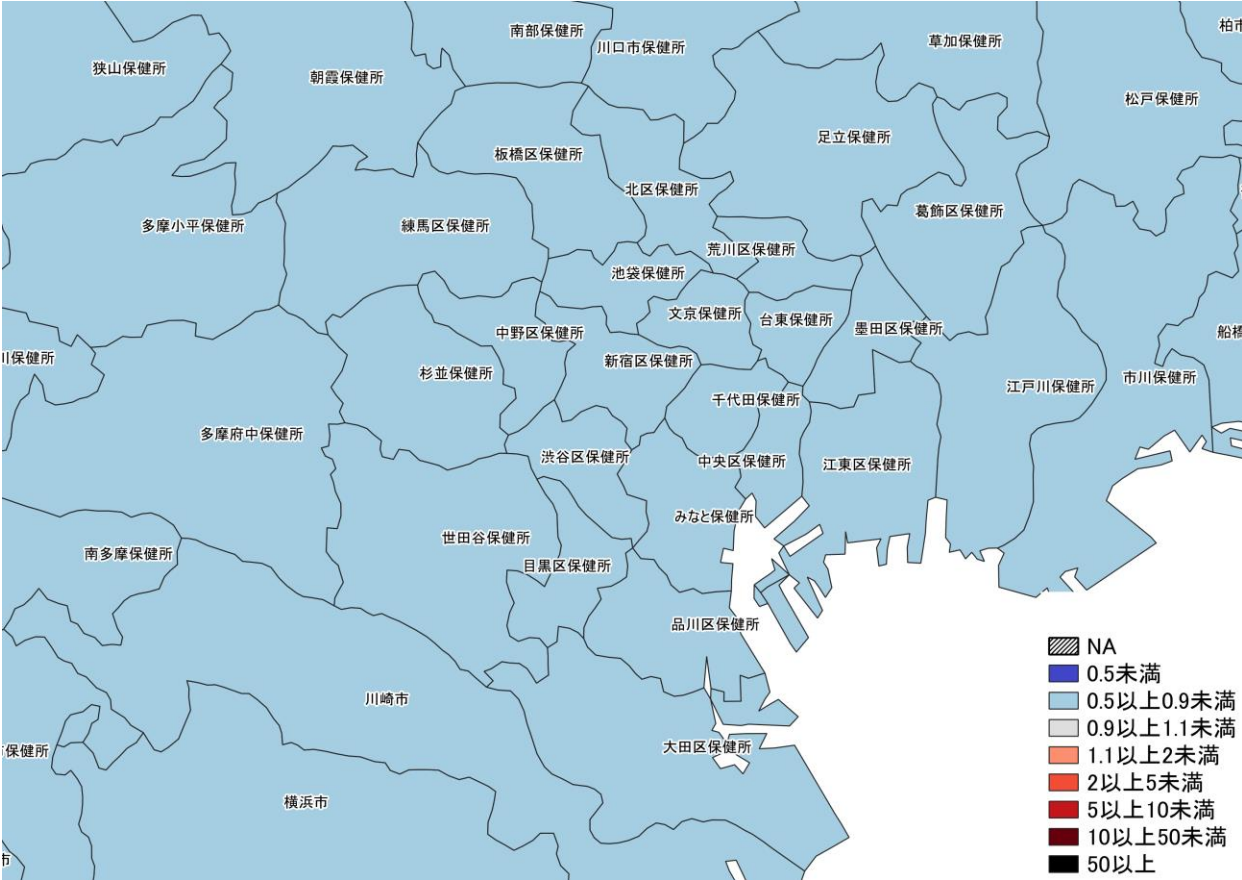 南部保健所
川口市保健所
草加保健所
柏市
狭山保健所
朝霞保健所
松戸保健所
足立保健所
板橋区保健所
北区保健所
葛飾区保健所
多摩小平保健所
練馬区保健所
荒川区保健所
池袋保健所
文京保健所
台東保健所
墨田区保健所
中野区保健所
船橋
川保健所
新宿区保健所
杉並保健所
市川保健所
江戸川保健所
千代田保健所
多摩府中保健所
渋谷区保健所
中央区保健所
江東区保健所
みなと保健所
世田谷保健所
南多摩保健所
目黒区保健所
品川区保健所
川崎市
大田区保健所
保健所
横浜市
市
NA
0.5未満
0.5以上0.9未満
0.9以上1.1未満
1.1以上2未満
2以上5未満
5以上10未満
10以上50未満
50以上